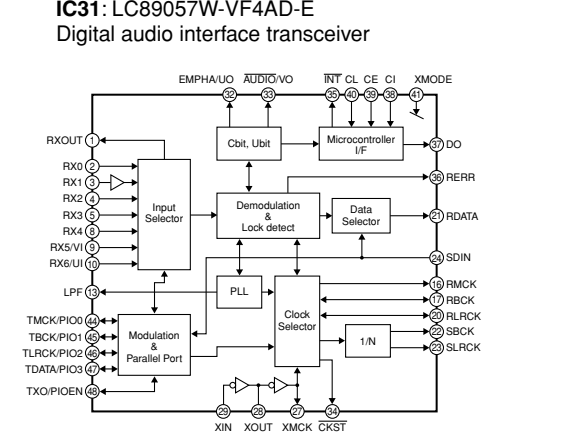 IC31: LC89057W-VF4AD-E
Digital audio interface transceiver
EMPHA/UO AUDIO/VO INT CL CE CI XMODE
32 33 35 40 39 38 41
RXOUT 1
Cbit, Ubit
Microcontroller
I/F
37 DO
RX0 2
RX1 3
RX2 4
RX3 5
RX4 8
RX5/VI 9
RX6/UI 10
Input
Selector
36 RERR
Demodulation
&
Lock detect
Data
Selector
21 RDATA
24 SDIN
LPF 13
PLL
16 RMCK
17 RBCK
20 RLRCK
22 SBCK
23 SLRCK
Clock
Selector
1/N
TMCK/PIO0 44
TBCK/PIO1 45
TLRCK/PIO2 46
TDATA/PIO3 47
TXO/PIOEN 48
Modulation
&
Parallel Port
29 28 27 34
XIN XOUT XMCK CKST